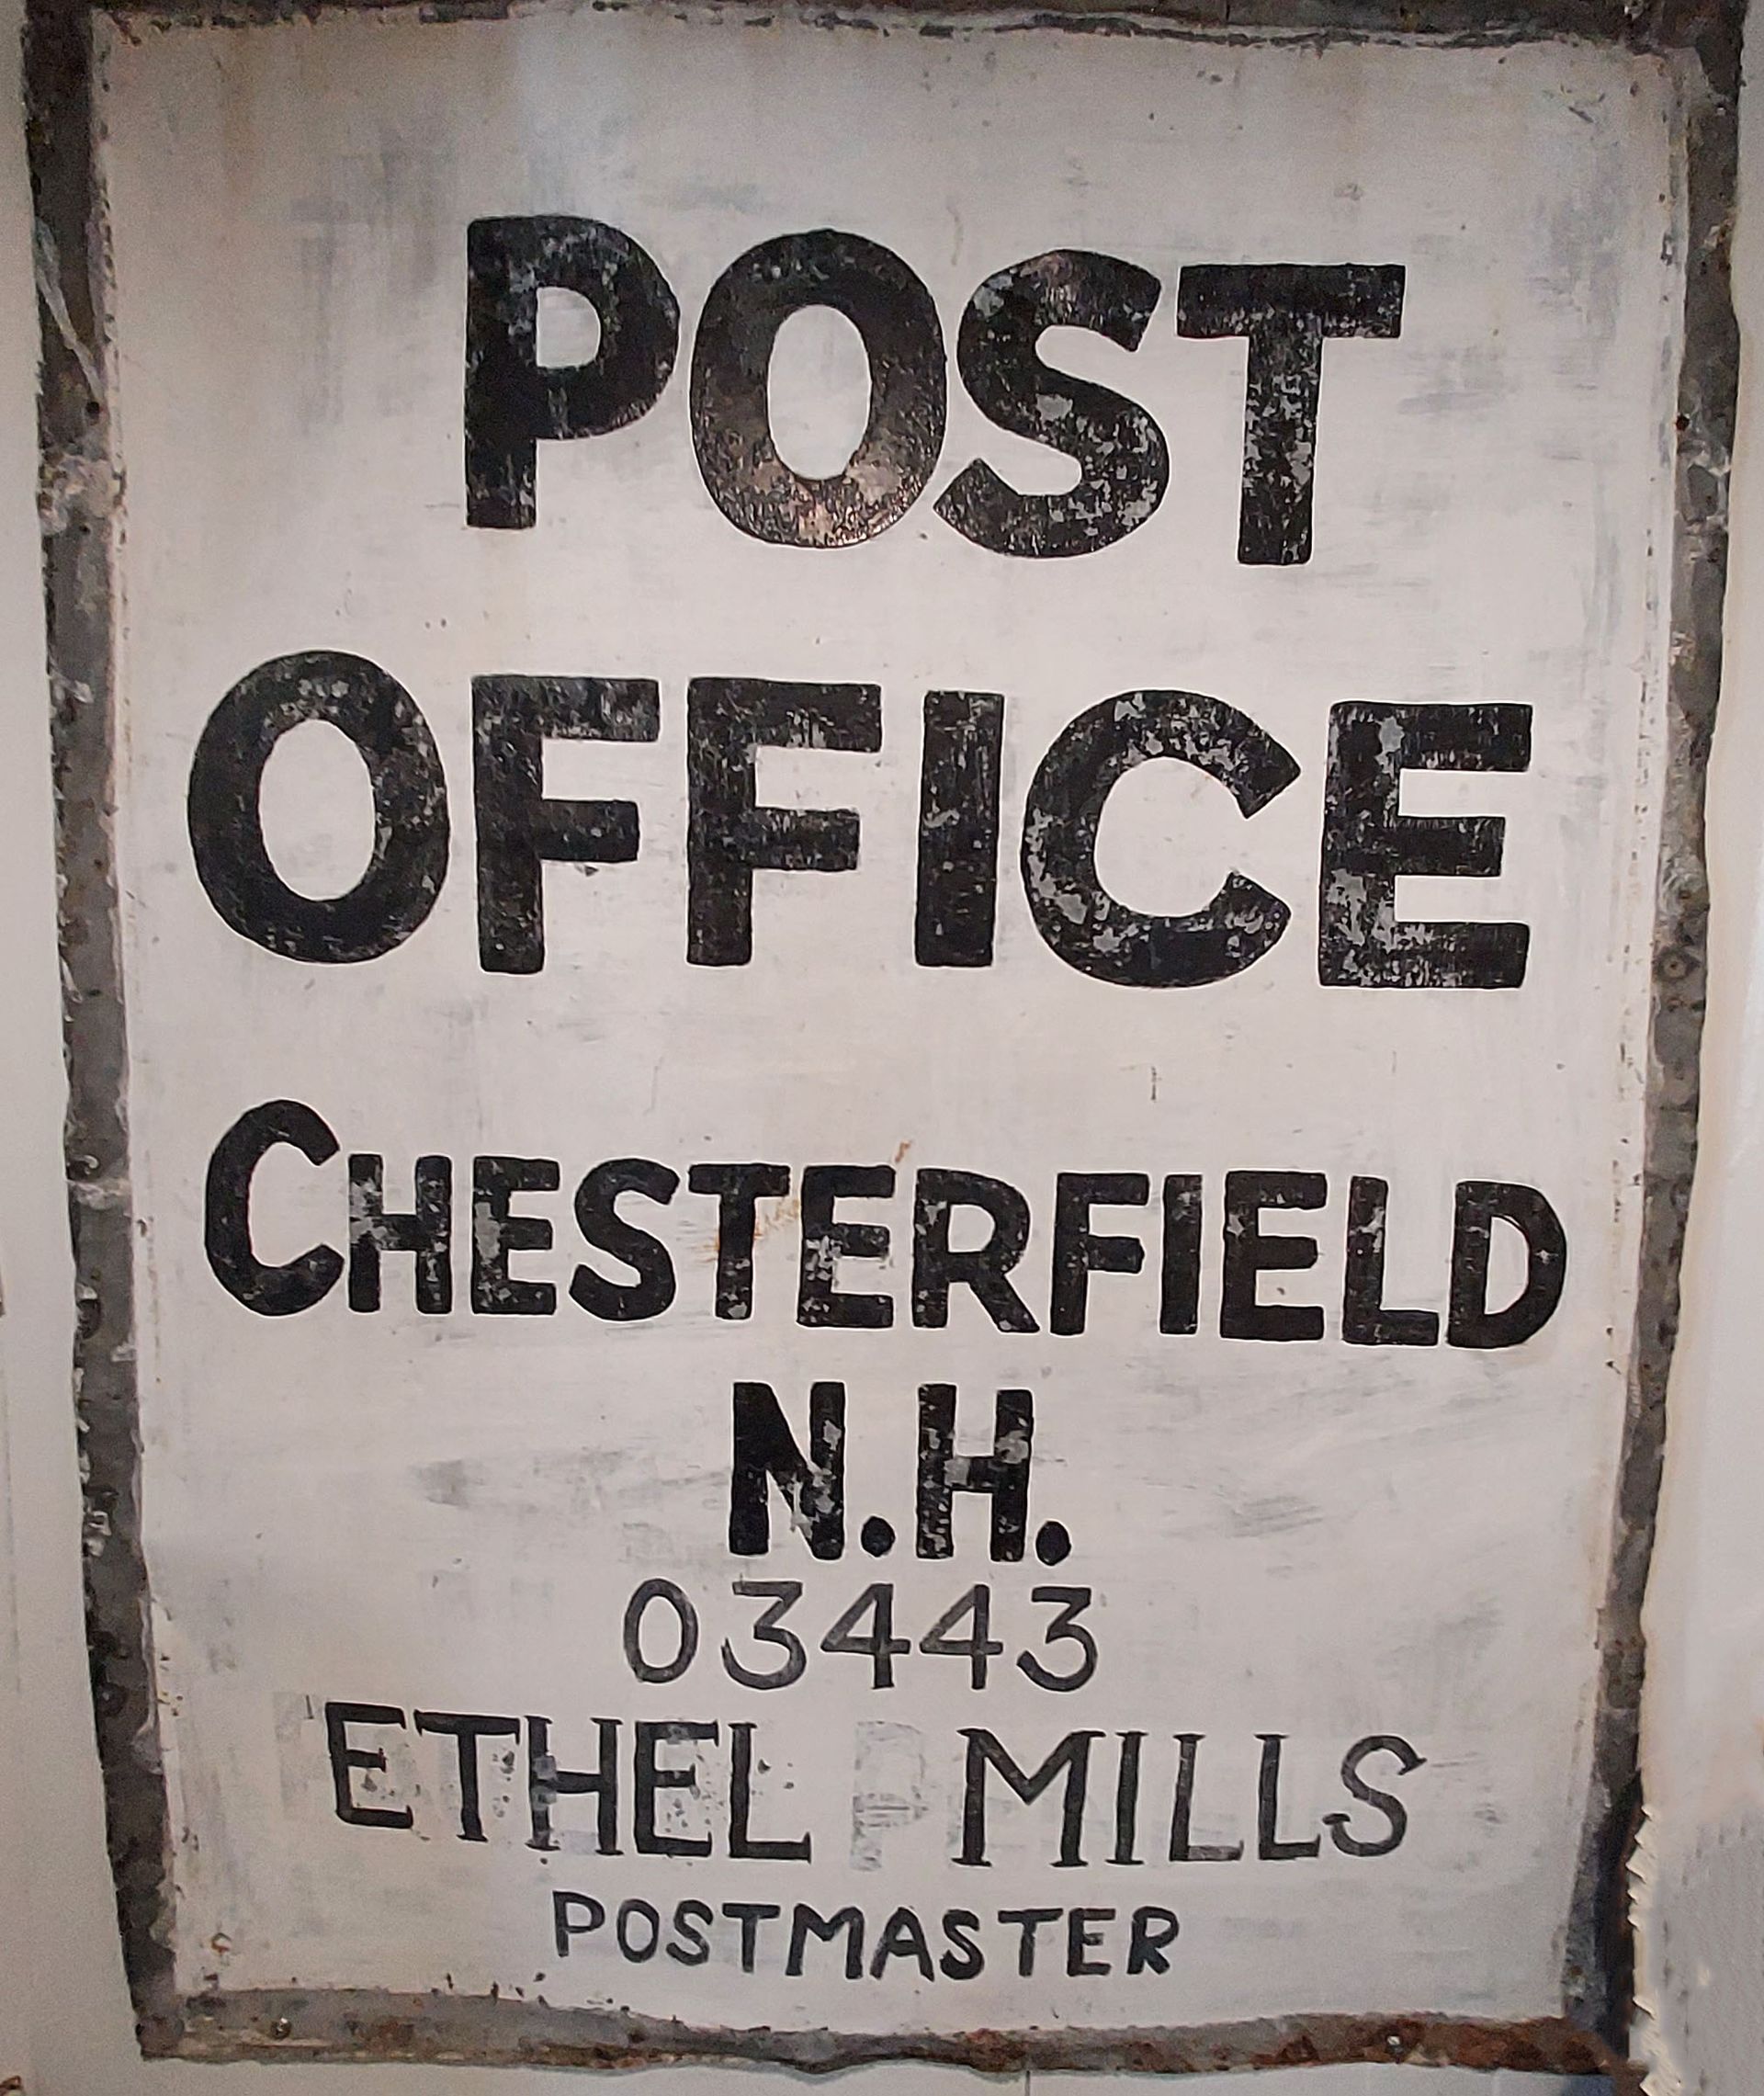 POST
OFFICE
CHESTERFIELD
N.H.
03443
ETHEL P MILLS
POSTMASTER